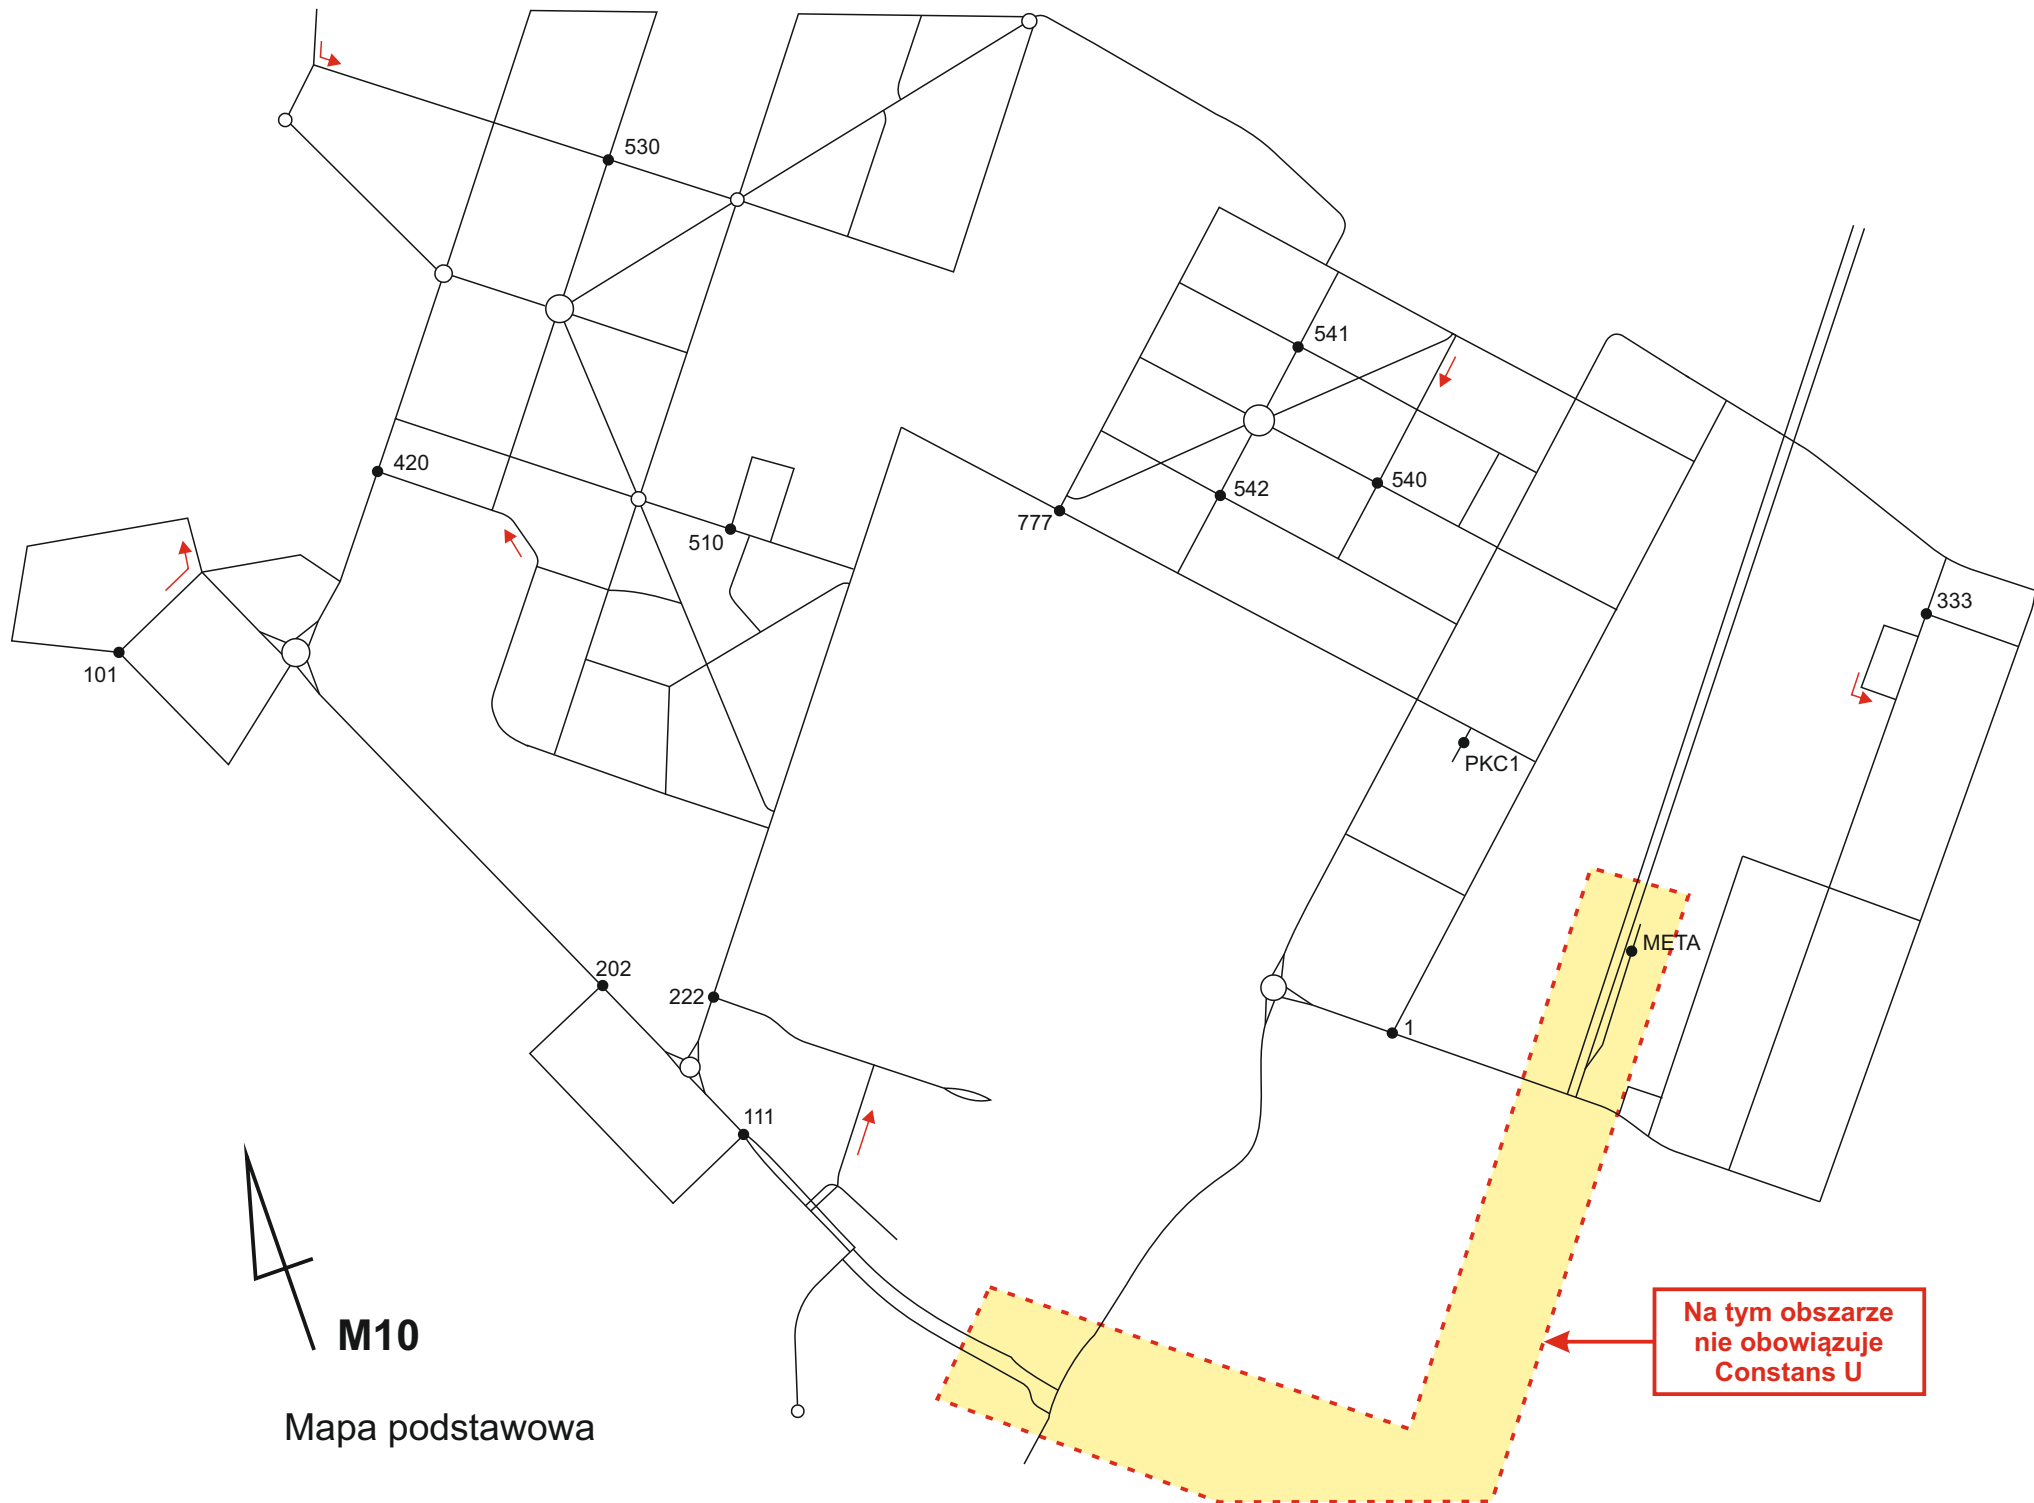 530
541
420
540
542
510
777
333
101
PKC1
META
202
222
1
111
Na tym obszarze
nie obowiązuje
Constans U
M10
Mapa podstawowa